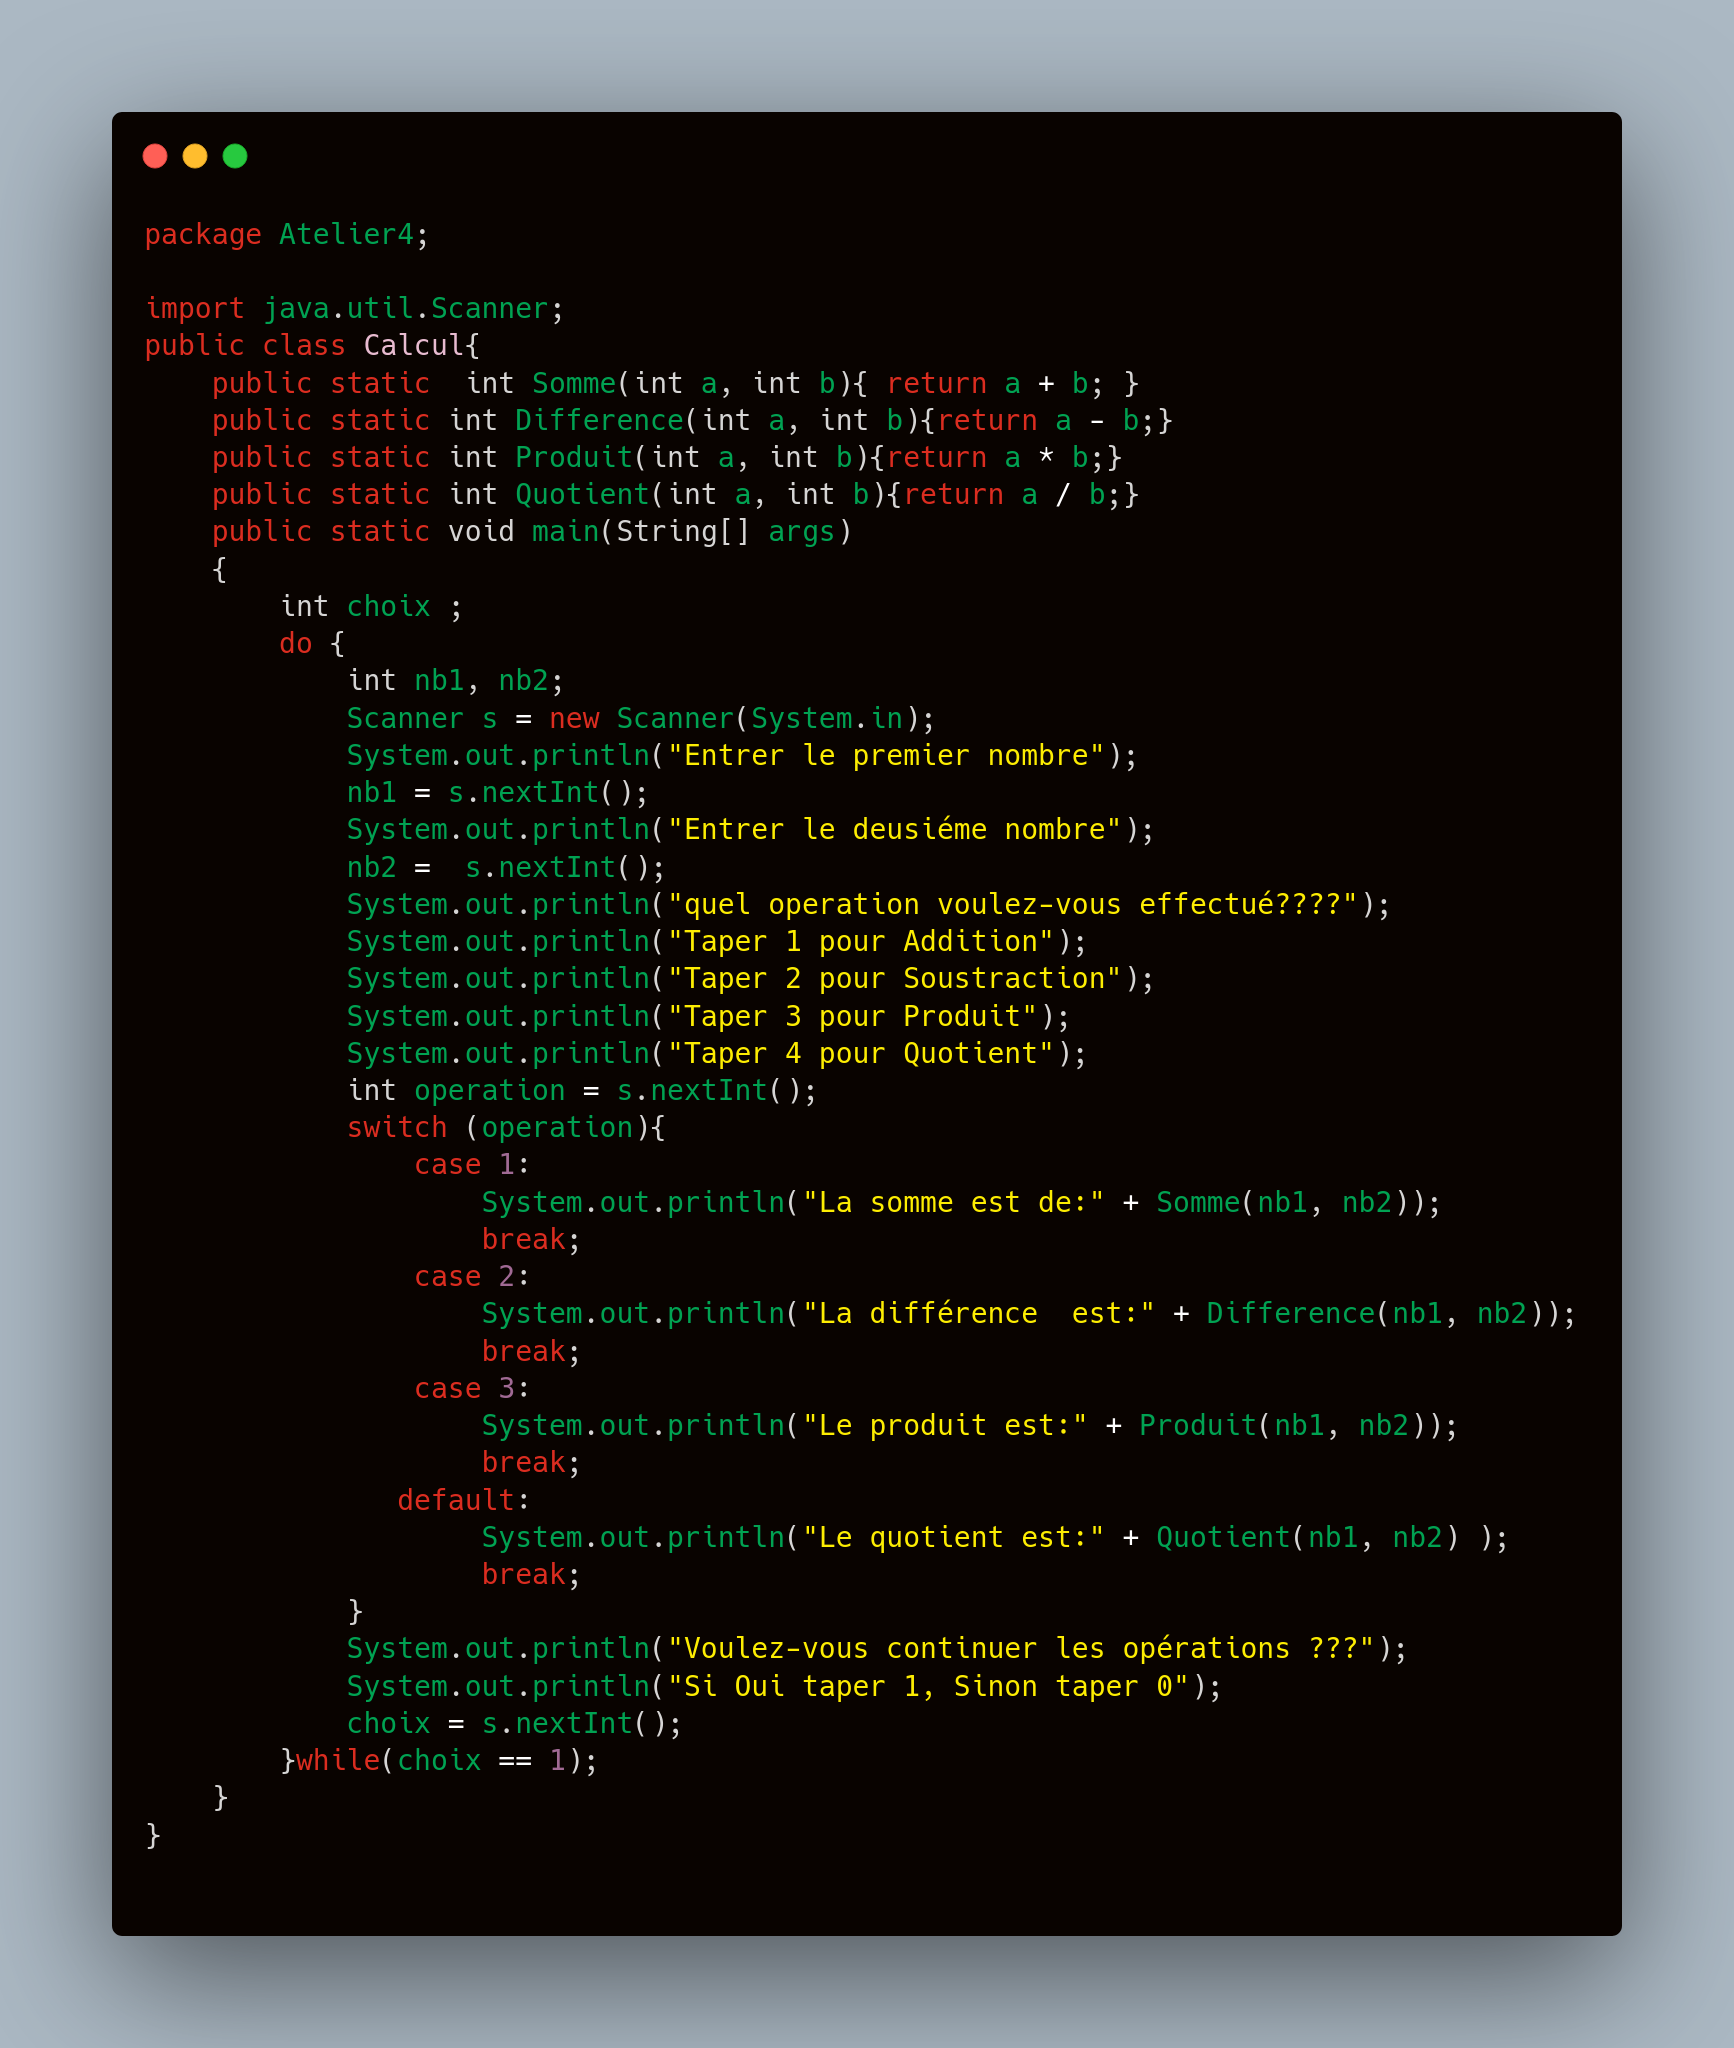 package Atelier4;

import java.util.Scanner;
public class Calcul{
    public static  int Somme(int a, int b){ return a + b; }
    public static int Difference(int a, int b){return a - b;}
    public static int Produit(int a, int b){return a * b;}
    public static int Quotient(int a, int b){return a / b;}
    public static void main(String[] args)
    {
        int choix ;
        do {
            int nb1, nb2;
            Scanner s = new Scanner(System.in);
            System.out.println("Entrer le premier nombre");
            nb1 = s.nextInt();
            System.out.println("Entrer le deusiéme nombre");
            nb2 =  s.nextInt();
            System.out.println("quel operation voulez-vous effectué????");
            System.out.println("Taper 1 pour Addition");
            System.out.println("Taper 2 pour Soustraction");
            System.out.println("Taper 3 pour Produit");
            System.out.println("Taper 4 pour Quotient");
            int operation = s.nextInt();
            switch (operation){
                case 1:
                    System.out.println("La somme est de:" + Somme(nb1, nb2));
                    break;
                case 2:
                    System.out.println("La différence  est:" + Difference(nb1, nb2));
                    break;
                case 3:
                    System.out.println("Le produit est:" + Produit(nb1, nb2));
                    break;
               default:
                    System.out.println("Le quotient est:" + Quotient(nb1, nb2) );
                    break;
            }
            System.out.println("Voulez-vous continuer les opérations ???");
            System.out.println("Si Oui taper 1, Sinon taper 0");
            choix = s.nextInt();
        }while(choix == 1);
    }
}